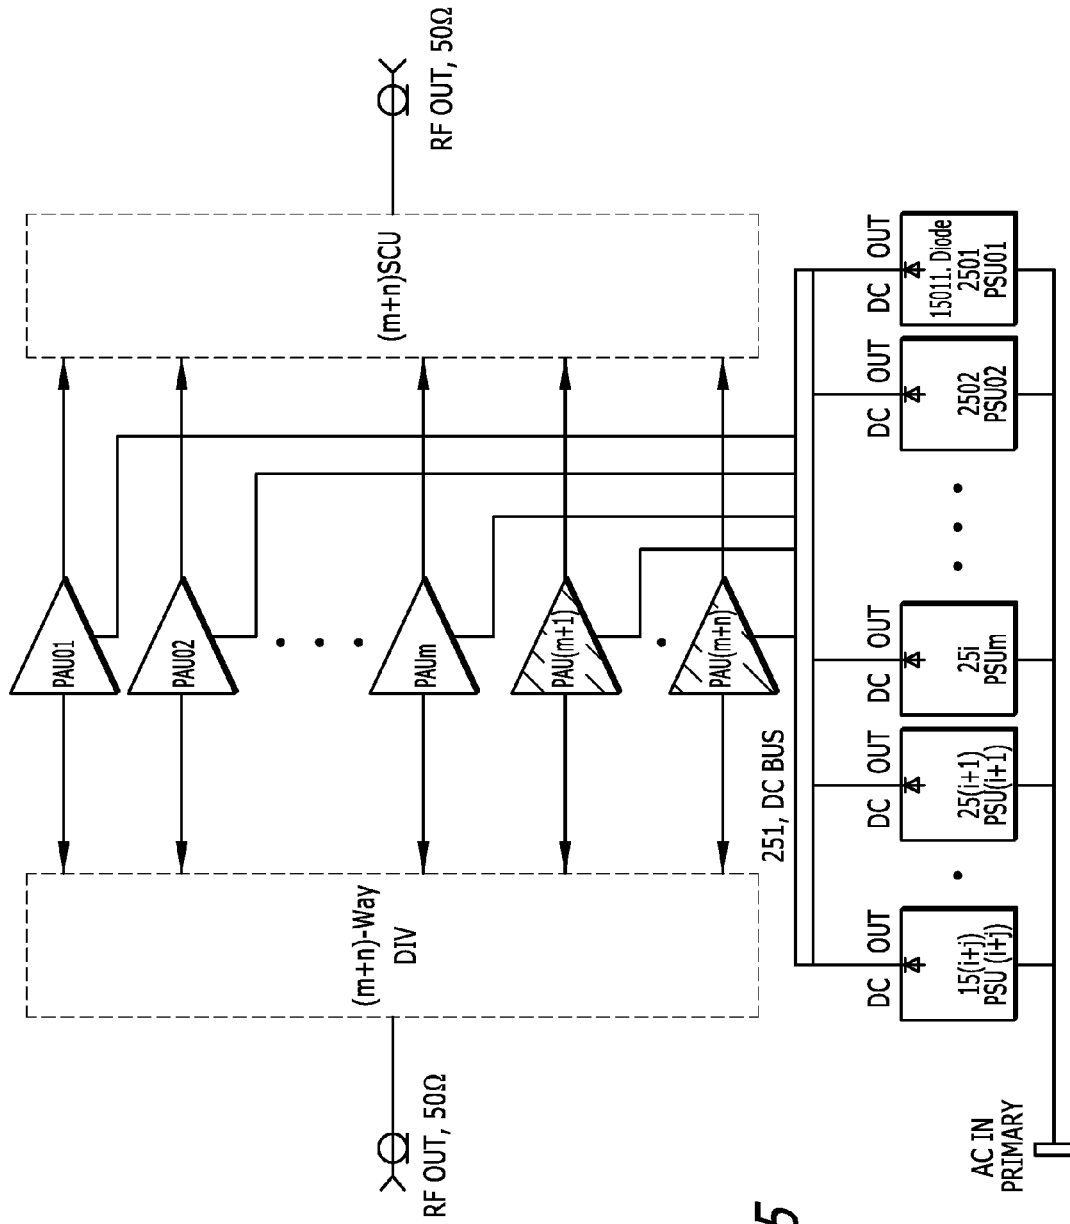 RF OUT, 50Ω
(m+n)-Way
DIV
PAU01
PAU02
PAUm
PAU(m+1)
PAU(m+n)
(m+n)SCU
RF OUT, 50Ω
251, DC BUS
DC OUT
15(i+j)
PSU (i+j)
DC OUT
25(i+1)
PSU(i+1)
DC OUT
25i
PSUm
DC OUT
2502
PSU02
DC OUT
15011. Diode
2501
PSU01
AC IN
PRIMARY
5